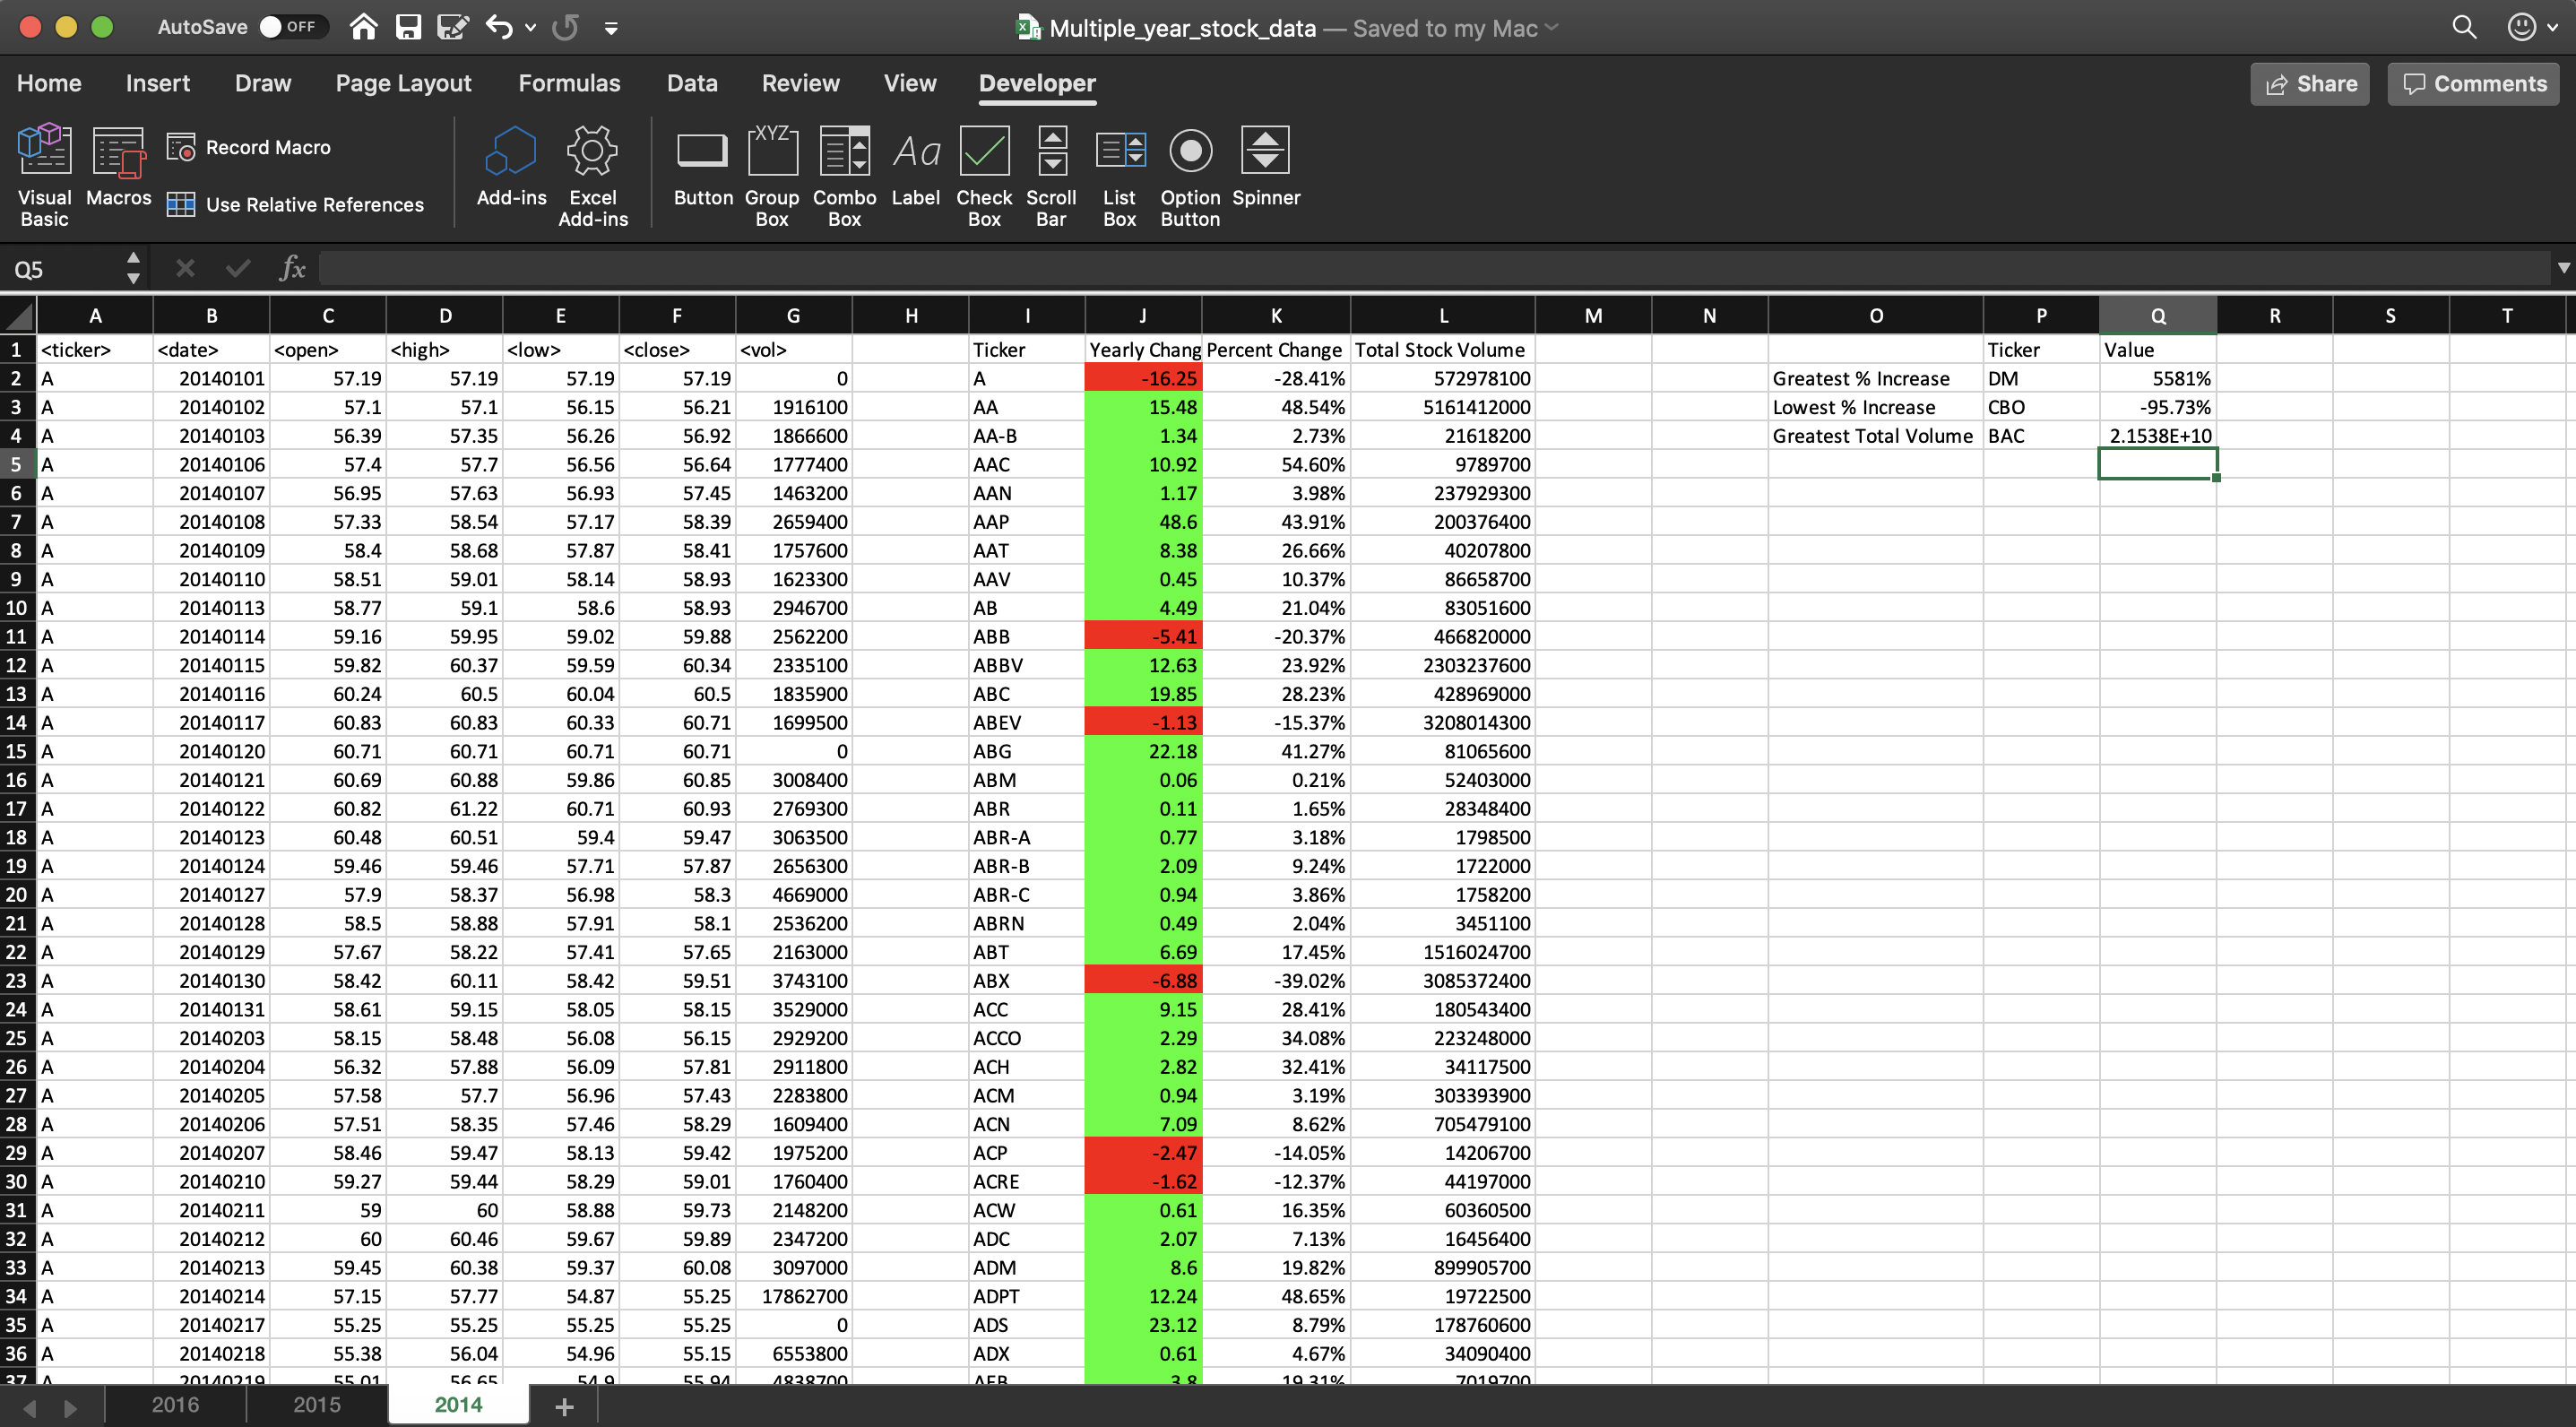 AutoSave OFF Multiple_year_stock_data — Saved to my Mac
Home Insert Draw Page Layout Formulas Data Review View Developer Share Comments
Visual Basic Macros Record Macro Use Relative References Add-ins Excel Add-ins Button Group Box Combo Box Label Check Box Scroll Bar List Box Option Button Spinner
XYZ Aa
Q5 fx
A B C D E F G H I J K L M N O P Q R S T
1 <ticker> <date> <open> <high> <low> <close> <vol> Ticker Yearly Chang Percent Change Total Stock Volume Ticker Value
2 A 20140101 57.19 57.19 57.19 57.19 0 A -16.25 -28.41% 572978100 Greatest % Increase DM 5581%
3 A 20140102 57.1 57.1 56.15 56.21 1916100 AA 15.48 48.54% 5161412000 Lowest % Increase CBO -95.73%
4 A 20140103 56.39 57.35 56.26 56.92 1866600 AA-B 1.34 2.73% 21618200 Greatest Total Volume BAC 2.1538E+10
5 A 20140106 57.4 57.7 56.56 56.64 1777400 AAC 10.92 54.60% 9789700
6 A 20140107 56.95 57.63 56.93 57.45 1463200 AAN 1.17 3.98% 237929300
7 A 20140108 57.33 58.54 57.17 58.39 2659400 AAP 48.6 43.91% 200376400
8 A 20140109 58.4 58.68 57.87 58.41 1757600 AAT 8.38 26.66% 40207800
9 A 20140110 58.51 59.01 58.14 58.93 1623300 AAV 0.45 10.37% 86658700
10 A 20140113 58.77 59.1 58.6 58.93 2946700 AB 4.49 21.04% 83051600
11 A 20140114 59.16 59.95 59.02 59.88 2562200 ABB -5.41 -20.37% 466820000
12 A 20140115 59.82 60.37 59.59 60.34 2335100 ABBV 12.63 23.92% 2303237600
13 A 20140116 60.24 60.5 60.04 60.5 1835900 ABC 19.85 28.23% 428969000
14 A 20140117 60.83 60.83 60.33 60.71 1699500 ABEV -1.13 -15.37% 3208014300
15 A 20140120 60.71 60.71 60.71 60.71 0 ABG 22.18 41.27% 81065600
16 A 20140121 60.69 60.88 59.86 60.85 3008400 ABM 0.06 0.21% 52403000
17 A 20140122 60.82 61.22 60.71 60.93 2769300 ABR 0.11 1.65% 28348400
18 A 20140123 60.48 60.51 59.4 59.47 3063500 ABR-A 0.77 3.18% 1798500
19 A 20140124 59.46 59.46 57.71 57.87 2656300 ABR-B 2.09 9.24% 1722000
20 A 20140127 57.9 58.37 56.98 58.3 4669000 ABR-C 0.94 3.86% 1758200
21 A 20140128 58.5 58.88 57.91 58.1 2536200 ABRN 0.49 2.04% 3451100
22 A 20140129 57.67 58.22 57.41 57.65 2163000 ABT 6.69 17.45% 1516024700
23 A 20140130 58.42 60.11 58.42 59.51 3743100 ABX -6.88 -39.02% 3085372400
24 A 20140131 58.61 59.15 58.05 58.15 3529000 ACC 9.15 28.41% 180543400
25 A 20140203 58.15 58.48 56.08 56.15 2929200 ACCO 2.29 34.08% 223248000
26 A 20140204 56.32 57.88 56.09 57.81 2911800 ACH 2.82 32.41% 34117500
27 A 20140205 57.58 57.7 56.96 57.43 2283800 ACM 0.94 3.19% 303393900
28 A 20140206 57.51 58.35 57.46 58.29 1609400 ACN 7.09 8.62% 705479100
29 A 20140207 58.46 59.47 58.13 59.42 1975200 ACP -2.47 -14.05% 14206700
30 A 20140210 59.27 59.44 58.29 59.01 1760400 ACRE -1.62 -12.37% 44197000
31 A 20140211 59 60 58.88 59.73 2148200 ACW 0.61 16.35% 60360500
32 A 20140212 60 60.46 59.67 59.89 2347200 ADC 2.07 7.13% 16456400
33 A 20140213 59.45 60.38 59.37 60.08 3097000 ADM 8.6 19.82% 899905700
34 A 20140214 57.15 57.77 54.87 55.25 17862700 ADPT 12.24 48.65% 19722500
35 A 20140217 55.25 55.25 55.25 55.25 0 ADS 23.12 8.79% 178760600
36 A 20140218 55.38 56.04 54.96 55.15 6553800 ADX 0.61 4.67% 34090400
37 A 20140219 55.01 56.65 54.9 55.94 4838700 AEB 3.8 19.31% 7019700
2016 2015 2014 +